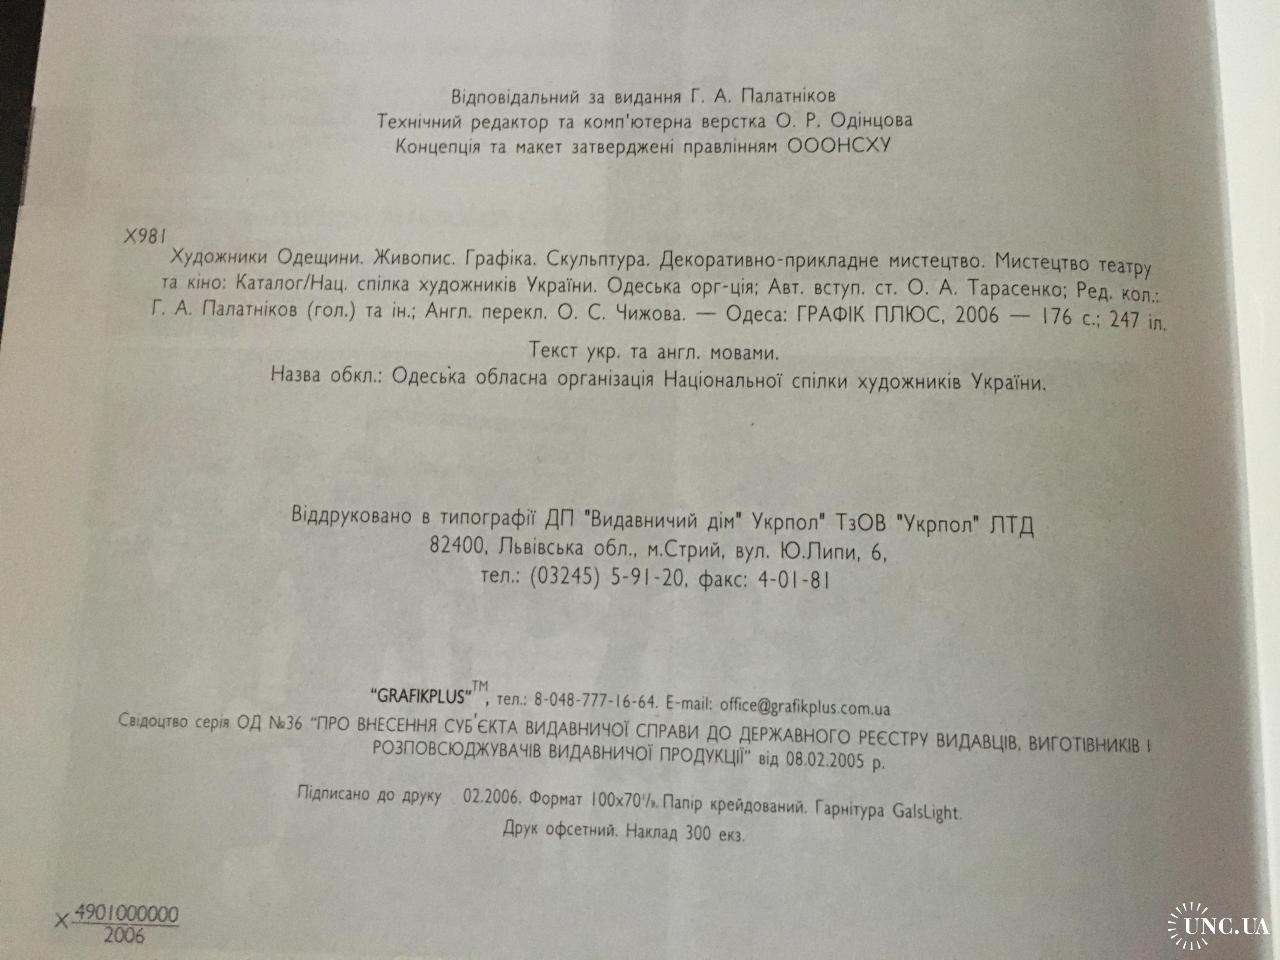 Відповідальний за видання Г. А. Палатніков
Технічний редактор та комп'ютерна верстка О. Р. Одінцова
Концепція та макет затверджені правлінням ОООНСХУ
Х981
Художники Одещини. Живопис. Графіка. Скульптура. Декоративно-прикладне мистецтво. Мистецтво театру
та кіно: Каталог/Нац. спілка художників України. Одеська орг-ція; Авт. вступ. ст. О. А. Тарасенко; Ред. кол.:
Г. А. Палатніков (гол.) та ін.; Англ. перекл. О. С. Чижова. — Одеса: ГРАФІК ПЛЮС, 2006 — 176 с.; 247 іл.
Текст укр. та англ. мовами.
Назва обкл.: Одеська обласна організація Національної спілки художників України.
Віддруковано в типографії ДП "Видавничий дім" Укрпол" ТзОВ "Укрпол" ЛТД
82400, Львівська обл., м.Стрий, вул. Ю.Липи, 6,
тел.: (03245) 5-91-20, факс: 4-01-81
“GRAFIKPLUS”™, тел.: 8-048-777-16-64. E-mail: office@grafikplus.com.ua
Свідоцтво серія ОД №36 “ПРО ВНЕСЕННЯ СУБ'ЄКТА ВИДАВНИЧОЇ СПРАВИ ДО ДЕРЖАВНОГО РЕЄСТРУ ВИДАВЦІВ, ВИГОТІВНИКІВ І
РОЗПОВСЮДЖУВАЧІВ ВИДАВНИЧОЇ ПРОДУКЦІЇ” від 08.02.2005 р.
Підписано до друку 02.2006. Формат 100х70 Папір крейдований. Гарнітура GalsLight.
Друк офсетний. Наклад 300 екз.
Х 4901000000
2006
UNC.UA